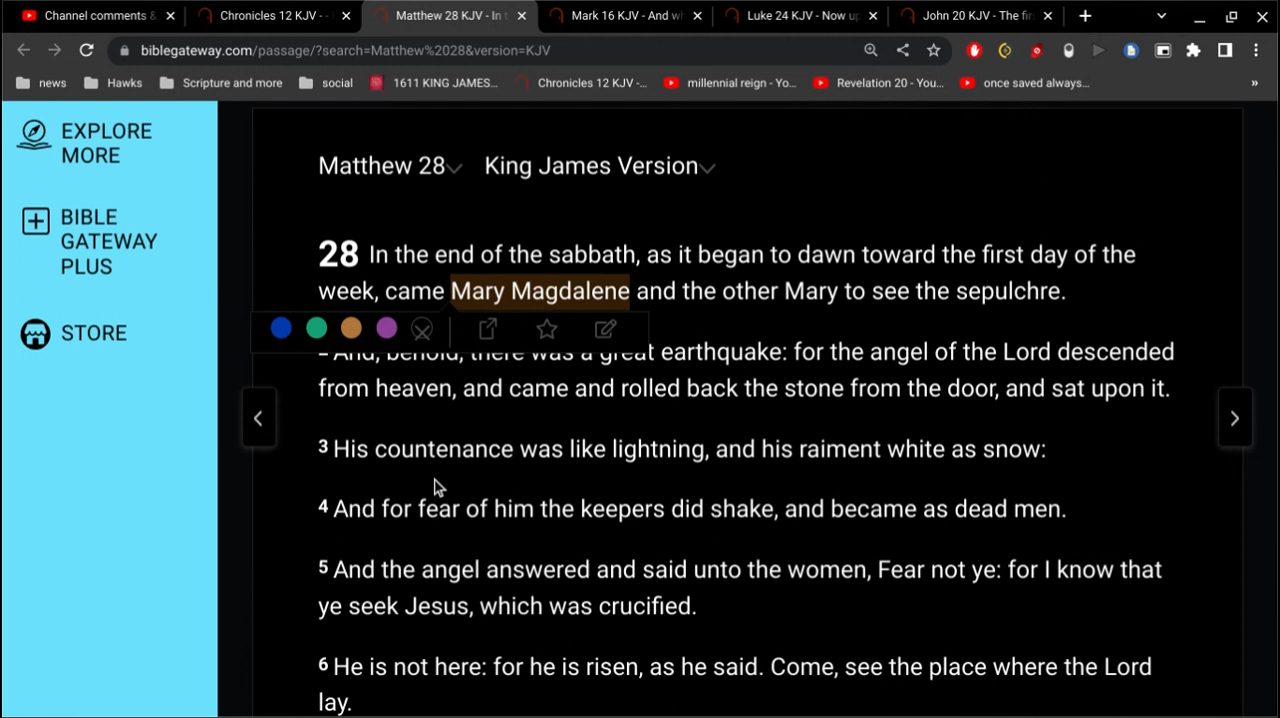 Channel comments &
Chronicles 12 KJV - -
Matthew 28 KJV - In t
Mark 16 KJV - And w
Luke 24 KJV - Now up
John 20 KJV - The fir
biblegateway.com/passage/?search=Matthew%2028&version=KJV
news
Hawks
Scripture and more
social
1611 KING JAMES...
Chronicles 12 KJV -...
millennial reign - Yo...
Revelation 20 - You...
once saved always...
EXPLORE
MORE
BIBLE
GATEWAY
PLUS
STORE
Matthew 28 King James Version
28 In the end of the sabbath, as it began to dawn toward the first day of the
week, came Mary Magdalene and the other Mary to see the sepulchre.
2 And, behold, there was a great earthquake: for the angel of the Lord descended
from heaven, and came and rolled back the stone from the door, and sat upon it.
3 His countenance was like lightning, and his raiment white as snow:
4 And for fear of him the keepers did shake, and became as dead men.
5 And the angel answered and said unto the women, Fear not ye: for I know that
ye seek Jesus, which was crucified.
6 He is not here: for he is risen, as he said. Come, see the place where the Lord
lay.